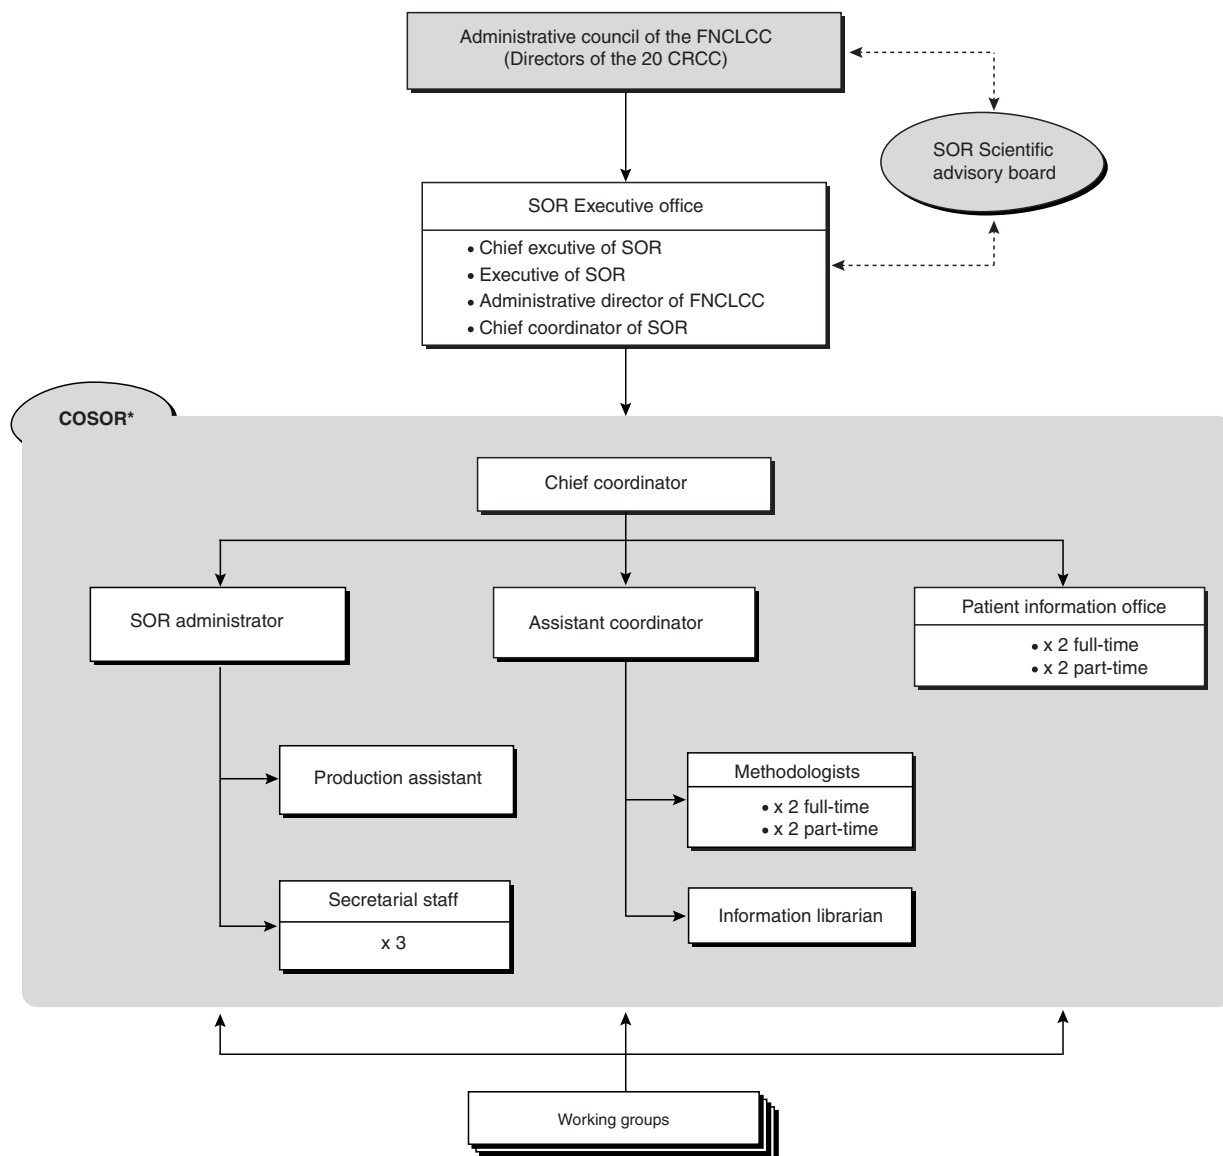 Administrative council of the FNCLCC
(Directors of the 20 CRCC)
SOR Scientific
advisory board
SOR Executive office
• Chief excutive of SOR
• Executive of SOR
• Administrative director of FNCLCC
• Chief coordinator of SOR
COSOR*
Chief coordinator
SOR administrator
Assistant coordinator
Patient information office
• x 2 full-time
• x 2 part-time
Production assistant
Methodologists
• x 2 full-time
• x 2 part-time
Secretarial staff
x 3
Information librarian
Working groups